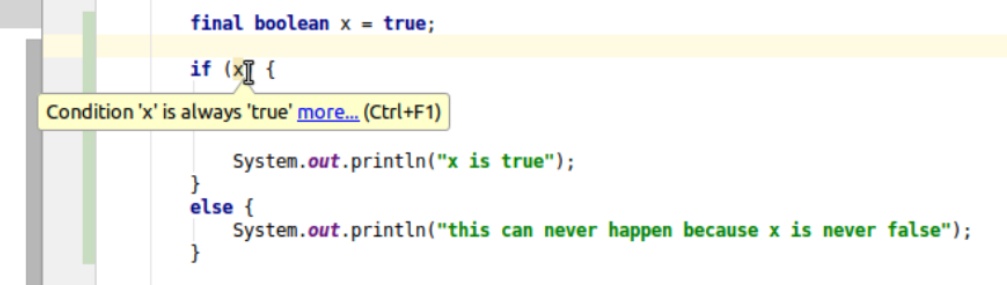 final boolean x = true;
if (x) {
Condition 'x' is always 'true' more... (Ctrl+F1)
System.out.println("x is true");
}
else {
System.out.println("this can never happen because x is never false");
}